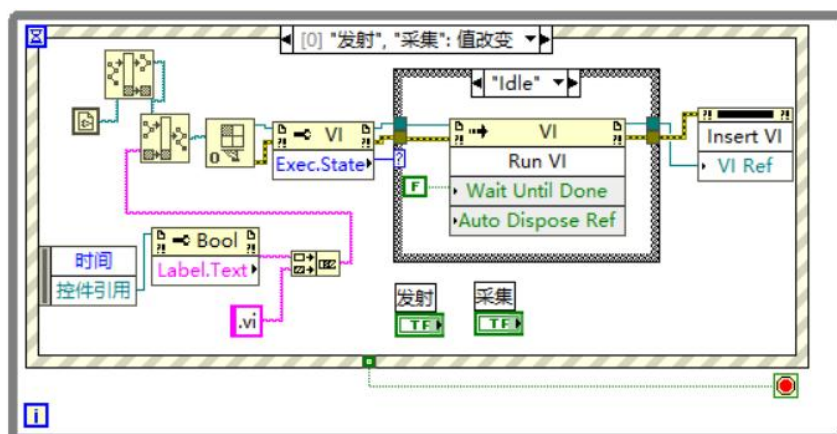 [0] "发射", "采集": 值改变
"Idle"
VI
Exec.State
VI
Run VI
Wait Until Done
Auto Dispose Ref
Insert VI
VI Ref
F
?
0
时间
控件引用
Bool
Label.Text
.vi
发射
TF
采集
TF
i